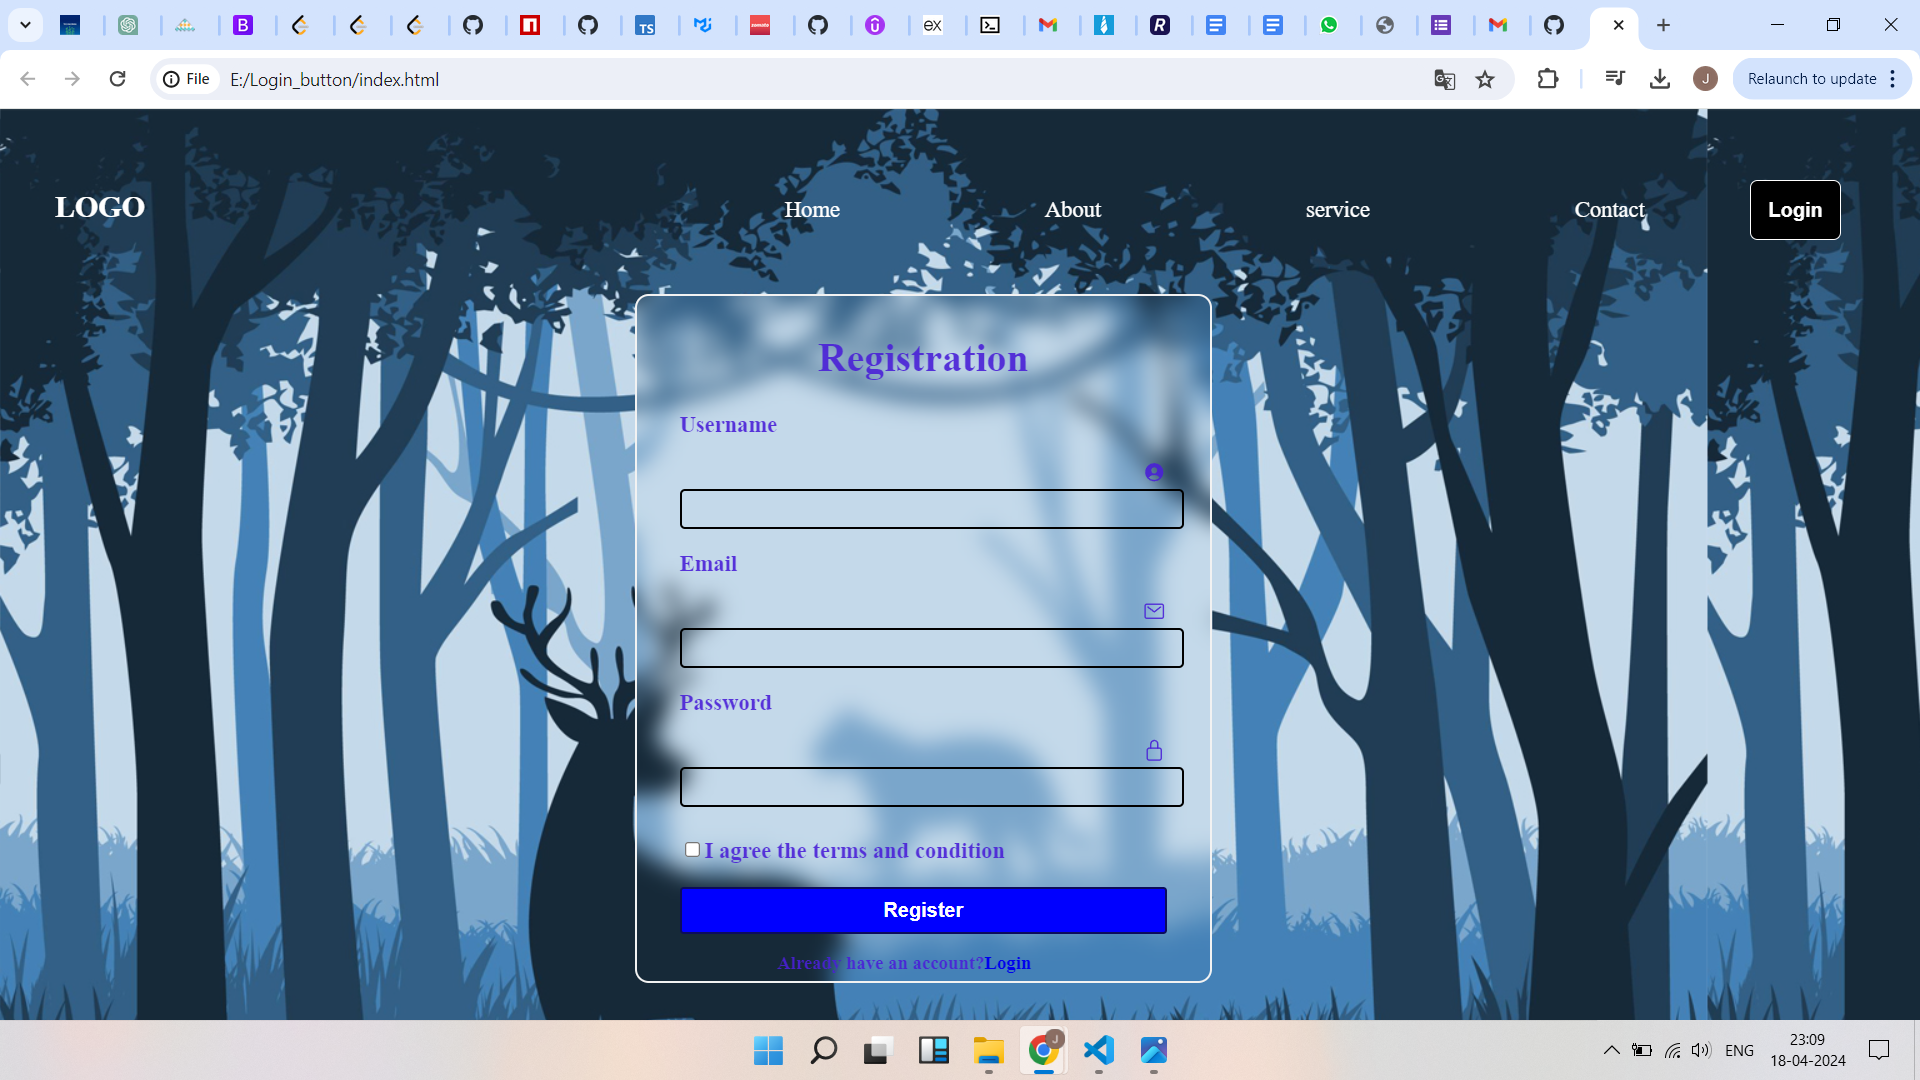 File E:/Login_button/index.html
Relaunch to update
LOGO Home About service Contact Login
Registration
Username
Email
Password
I agree the terms and condition
Register
Already have an account?Login
ENG
23:09
18-04-2024